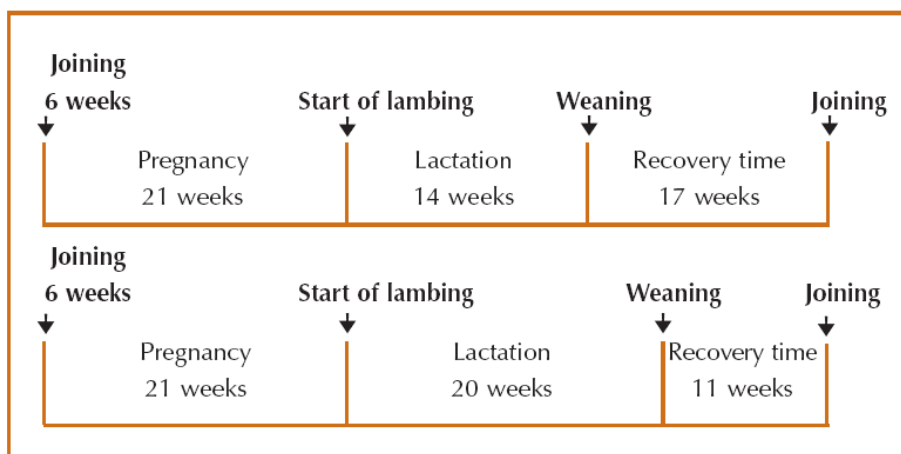 Joining
6 weeks Start of lambing Weaning Joining
Pregnancy Lactation Recovery time
21 weeks 14 weeks 17 weeks
Joining
6 weeks Start of lambing Weaning Joining
Pregnancy Lactation Recovery time
21 weeks 20 weeks 11 weeks